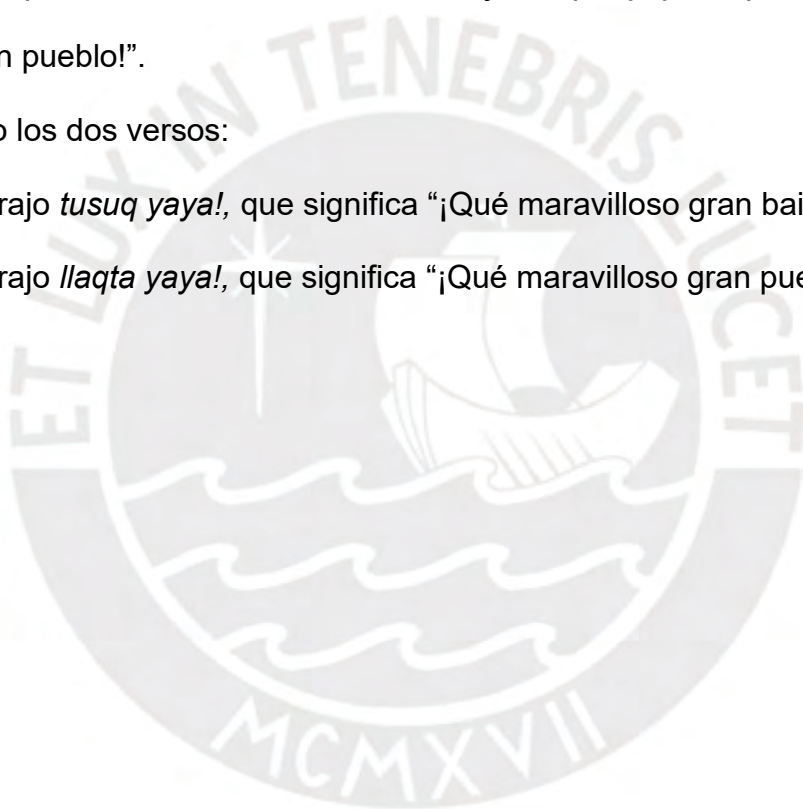 n pueblo!”.
o los dos versos:
rajo tusuq yaya!, que significa “¡Qué maravilloso gran bai
rajo llaqta yaya!, que significa “¡Qué maravilloso gran pue
ET LUX IN TENEBRIS LUCET
MCMXVII